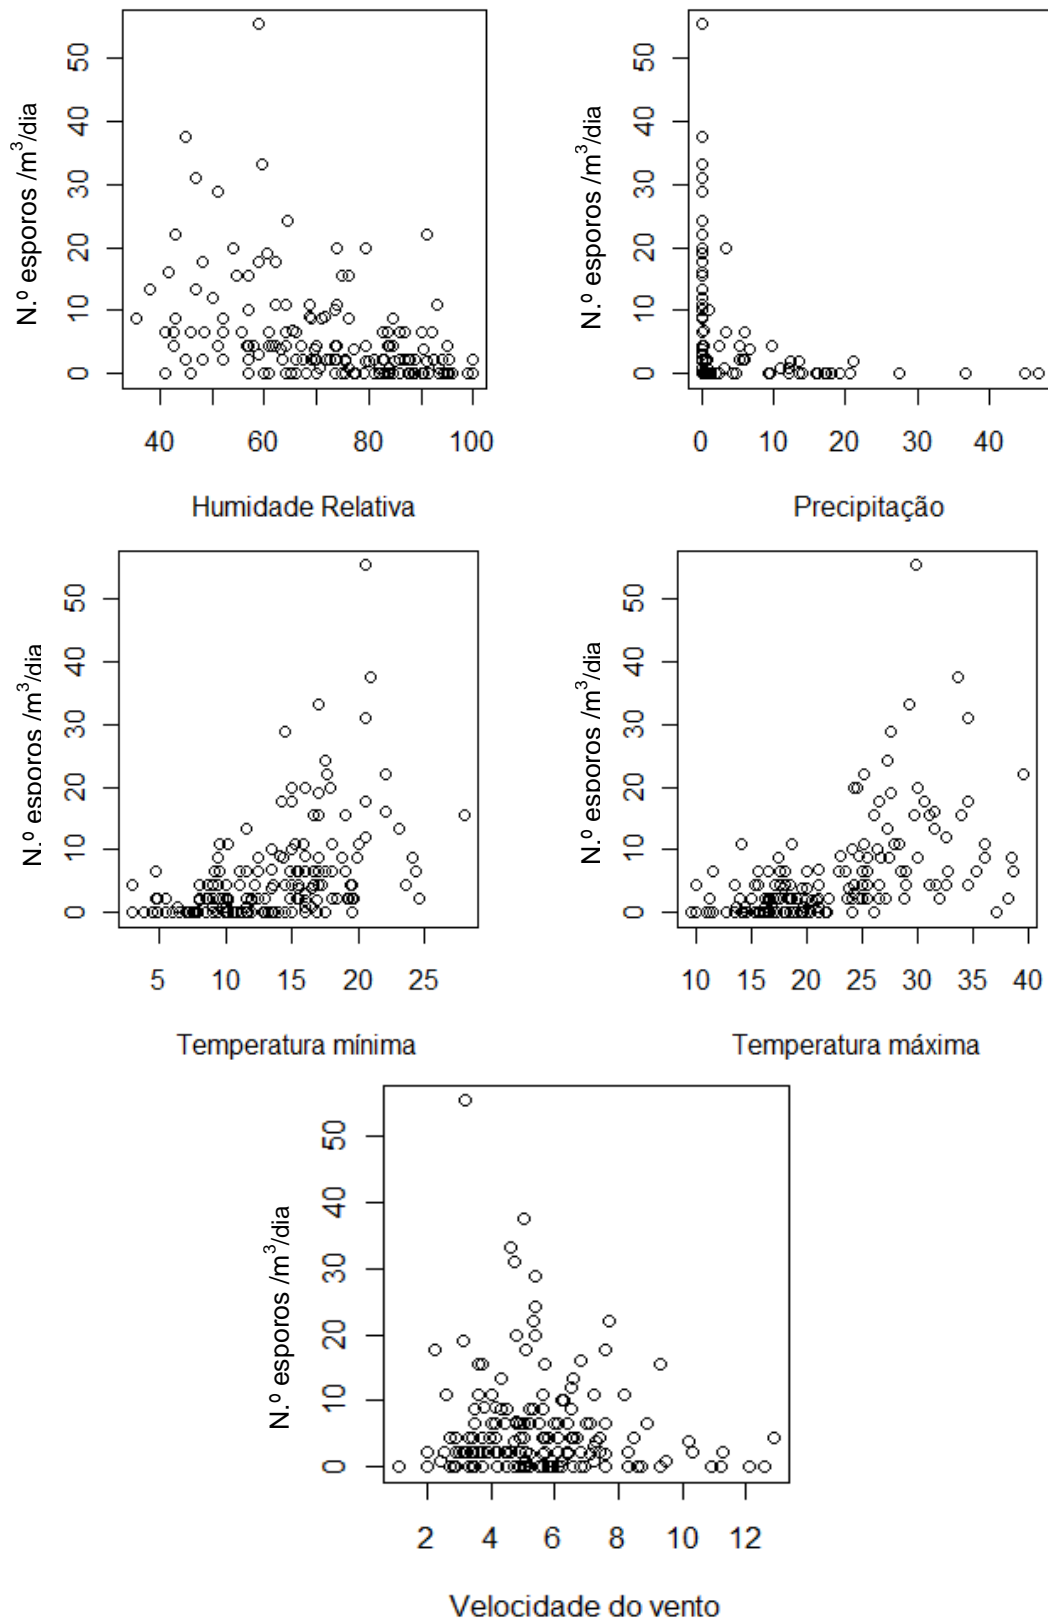 N.º esporos /m³/dia
50
40
30
20
10
0
40 60 80 100
Humidade Relativa
N.º esporos /m³/dia
50
40
30
20
10
0
0 10 20 30 40
Precipitação
N.º esporos /m³/dia
50
40
30
20
10
0
5 10 15 20 25
Temperatura mínima
N.º esporos /m³/dia
50
40
30
20
10
0
10 15 20 25 30 35 40
Temperatura máxima
N.º esporos /m³/dia
50
40
30
20
10
0
2 4 6 8 10 12
Velocidade do vento